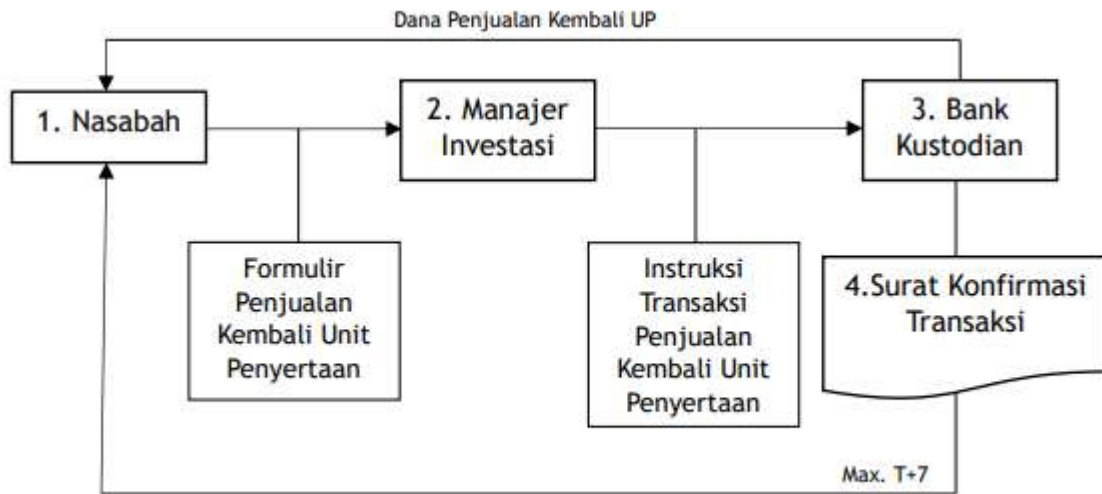 Dana Penjualan Kembali UP
1. Nasabah
2. Manajer
Investasi
3. Bank
Kustodian
Formulir
Penjualan
Kembali Unit
Penyertaan
Instruksi
Transaksi
Penjualan
Kembali Unit
Penyertaan
4.Surat Konfirmasi
Transaksi
Max. T+7